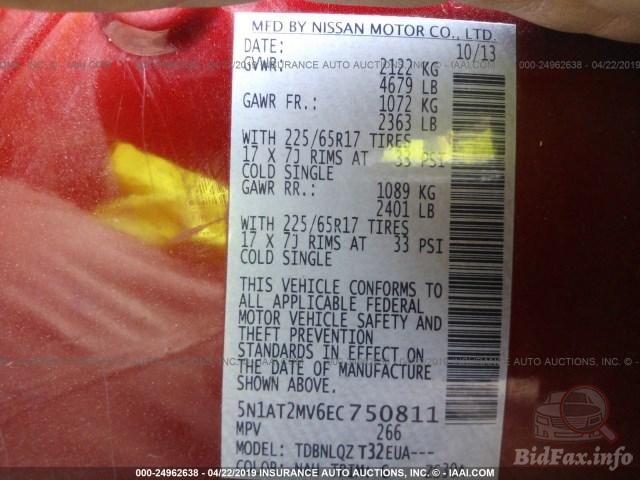 MFD BY NISSAN MOTOR CO., LTD.
DATE: 10/13
GVWR: 2122 KG
4679 LB
GAWR FR.: 1072 KG
2363 LB
WITH 225/65R17 TIRES
17 X 7J RIMS AT 33 PSI
COLD SINGLE
GAWR RR.: 1089 KG
2401 LB
WITH 225/65R17 TIRES
17 X 7J RIMS AT 33 PSI
COLD SINGLE
THIS VEHICLE CONFORMS TO
ALL APPLICABLE FEDERAL
MOTOR VEHICLE SAFETY AND
THEFT PREVENTION
STANDARDS IN EFFECT ON
THE DATE OF MANUFACTURE
SHOWN ABOVE.
5N1AT2MV6EC750811
MPV 266
MODEL: TDBNLQZ T32EUA---
COLOR: NAH TRIM: G
000-24962638 - 04/22/2019 - INSURANCE AUTO AUCTIONS, INC. © - IAAI.COM
BidFax.info